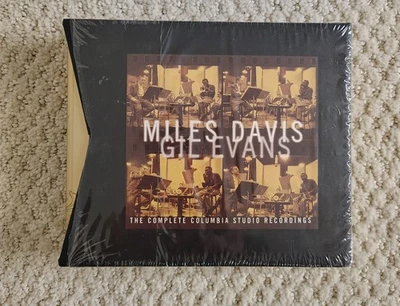 MILES DAVIS
GIL EVANS
THE COMPLETE COLUMBIA STUDIO RECORDINGS